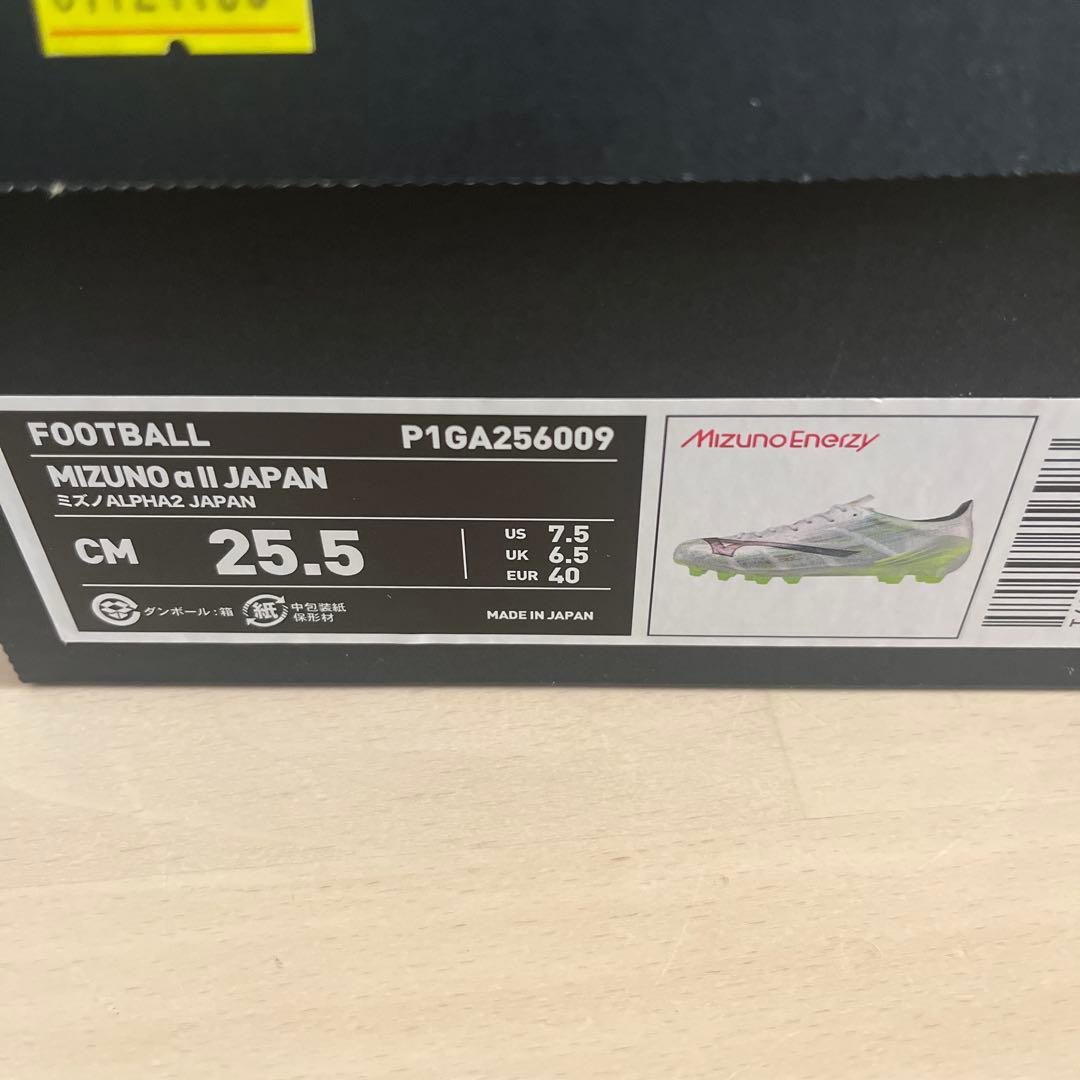 FOOTBALL P1GA256009
MIZUNO α II JAPAN
ミズノALPHA2 JAPAN
CM 25.5
US 7.5
UK 6.5
EUR 40
ダンボール:箱 紙 中包装紙
保形材
MADE IN JAPAN
MIZUNO ENERZY